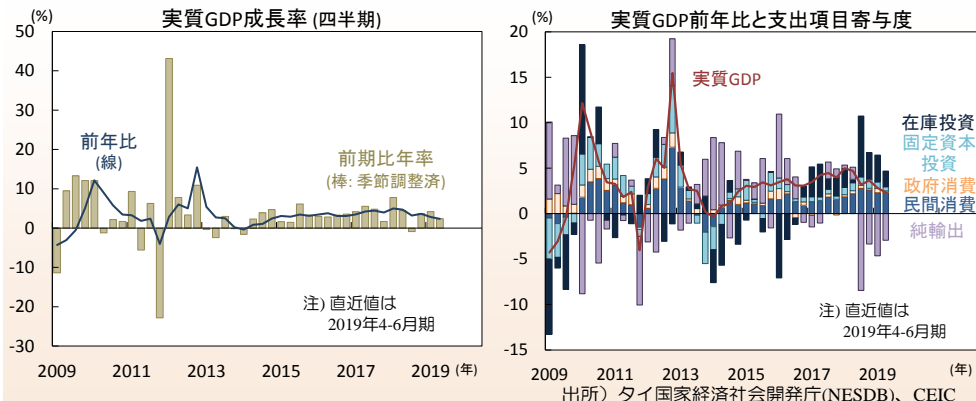 実質GDP成長率 (四半期)
(%)
50
40
30
20
10
0
-10
-20
-30
前年比
(線)
前期比年率
(棒: 季節調整済)
注) 直近値は
2019年4-6月期
2009
2011
2013
2015
2017
2019
(年)
実質GDP前年比と支出項目寄与度
(%)
20
15
10
5
0
-5
-10
-15
実質GDP
在庫投資
固定資本
投資
政府消費
民間消費
純輸出
注) 直近値は
2019年4-6月期
2009
2011
2013
2015
2017
2019
(年)
出所）タイ国家経済社会開発庁(NESDB)、CEIC